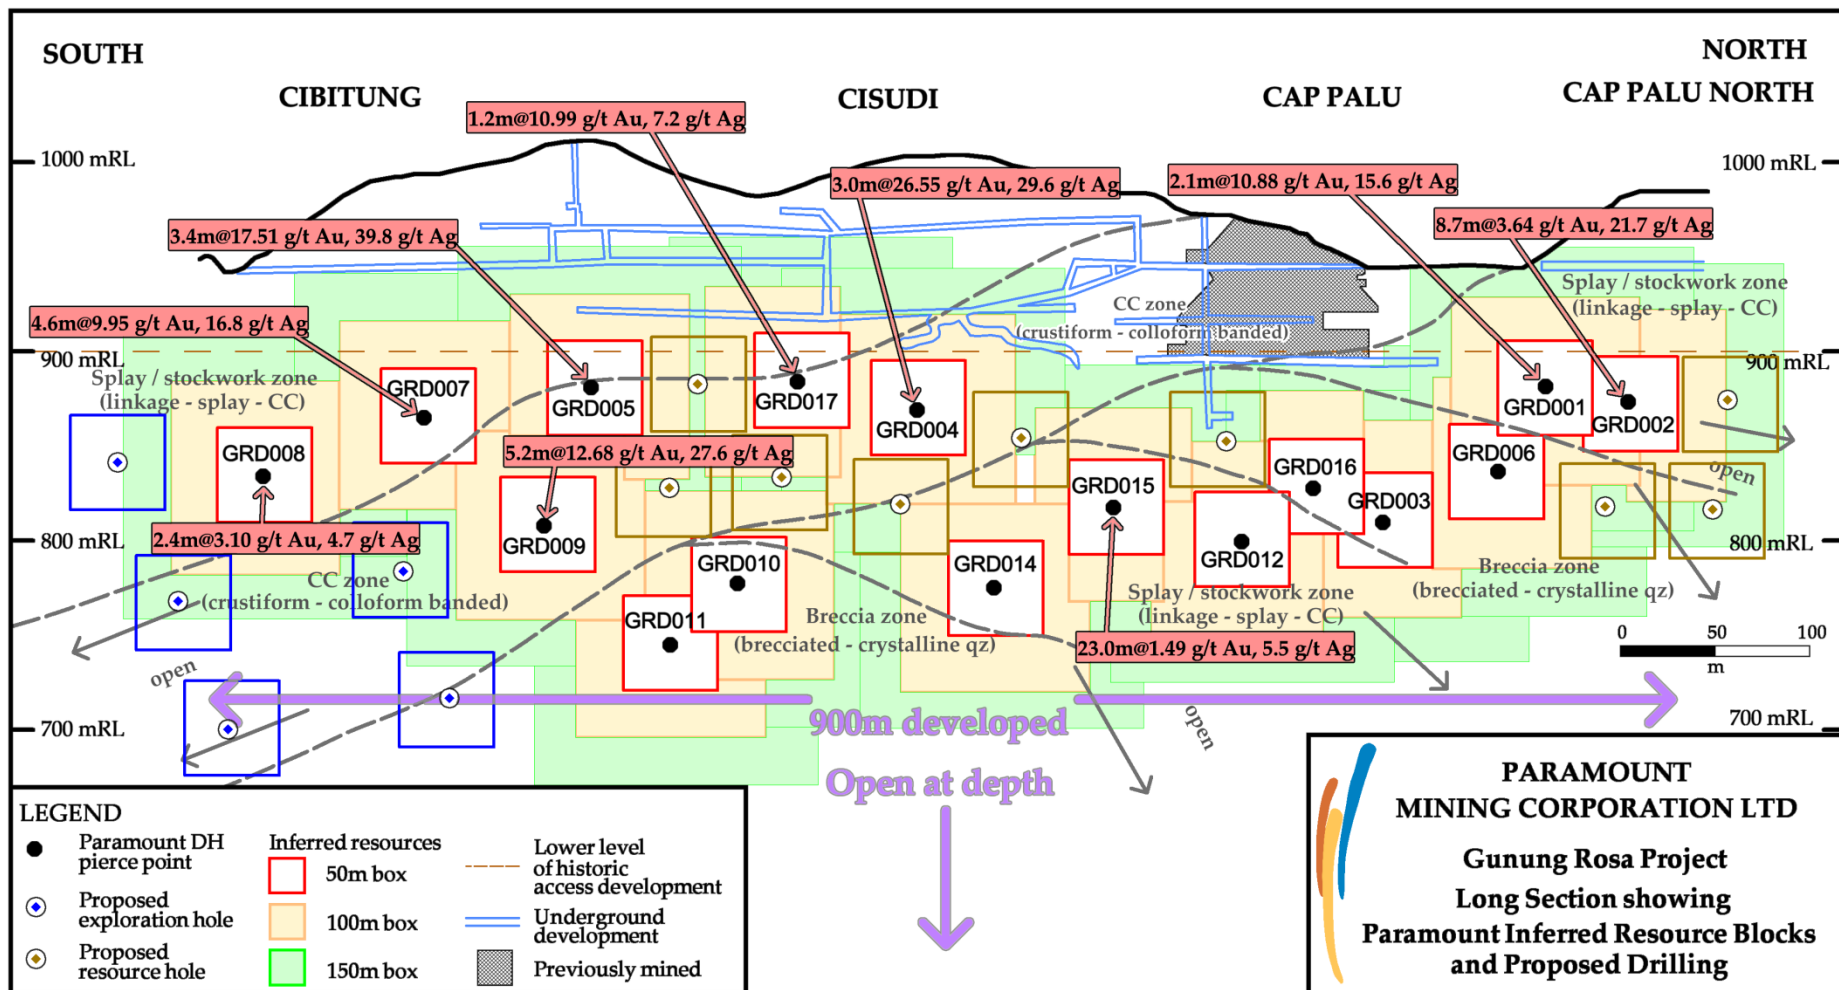 SOUTH
NORTH
CIBITUNG
CISUDI
CAP PALU
CAP PALU NORTH
1.2m@10.99 g/t Au, 7.2 g/t Ag
1000 mRL
1000 mRL
3.0m@26.55 g/t Au, 29.6 g/t Ag
2.1m@10.88 g/t Au, 15.6 g/t Ag
8.7m@3.64 g/t Au, 21.7 g/t Ag
3.4m@17.51 g/t Au, 39.8 g/t Ag
Splay / stockwork zone
(linkage - splay - CC)
CC zone
(crustiform - colloform banded)
4.6m@9.95 g/t Au, 16.8 g/t Ag
900 mRL
900 mRL
Splay / stockwork zone
(linkage - splay - CC)
GRD007
GRD005
GRD017
GRD004
GRD001
GRD002
GRD008
5.2m@12.68 g/t Au, 27.6 g/t Ag
GRD006
GRD016
open
GRD015
GRD003
2.4m@3.10 g/t Au, 4.7 g/t Ag
800 mRL
800 mRL
GRD009
GRD012
GRD010
GRD014
CC zone
(crustiform - colloform banded)
Breccia zone
(brecciated - crystalline qz)
Splay / stockwork zone
(linkage - splay - CC)
GRD011
Breccia zone
(brecciated - crystalline qz)
23.0m@1.49 g/t Au, 5.5 g/t Ag
0 50 100
m
open
700 mRL
700 mRL
900m developed
open
Open at depth
LEGEND
Paramount DH
pierce point
Proposed
exploration hole
Proposed
resource hole
Inferred resources
50m box
100m box
150m box
Lower level
of historic
access development
Underground
development
Previously mined
PARAMOUNT
MINING CORPORATION LTD
Gunung Rosa Project
Long Section showing
Paramount Inferred Resource Blocks
and Proposed Drilling